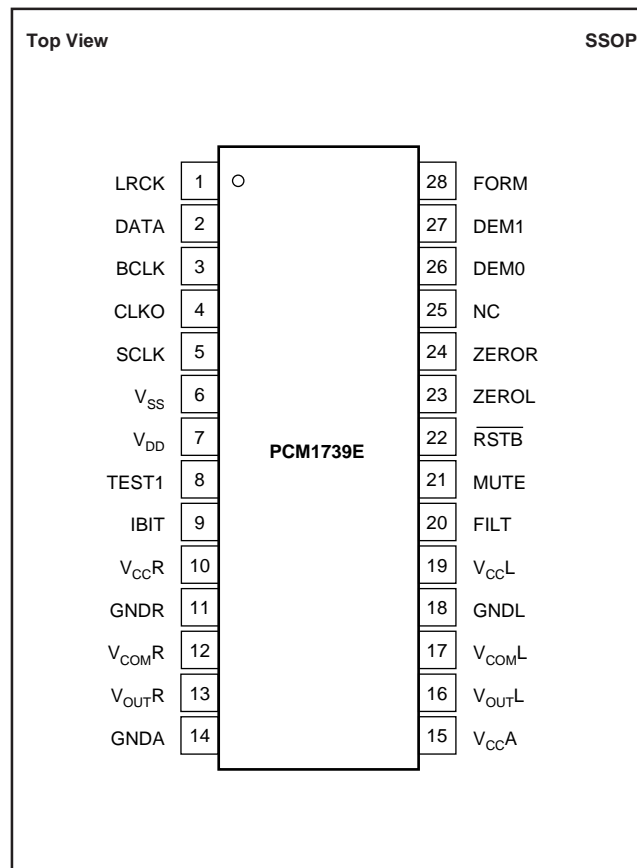 Top View SSOP
LRCK 1 28 FORM
DATA 2 27 DEM1
BCLK 3 26 DEM0
CLKO 4 25 NC
SCLK 5 24 ZEROR
VSS 6 23 ZEROL
VDD 7 22 RSTB
PCM1739E
TEST1 8 21 MUTE
IBIT 9 20 FILT
VCCR 10 19 VCCL
GNDR 11 18 GNDL
VCOMR 12 17 VCOML
VOUTR 13 16 VOUTL
GNDA 14 15 VCCA